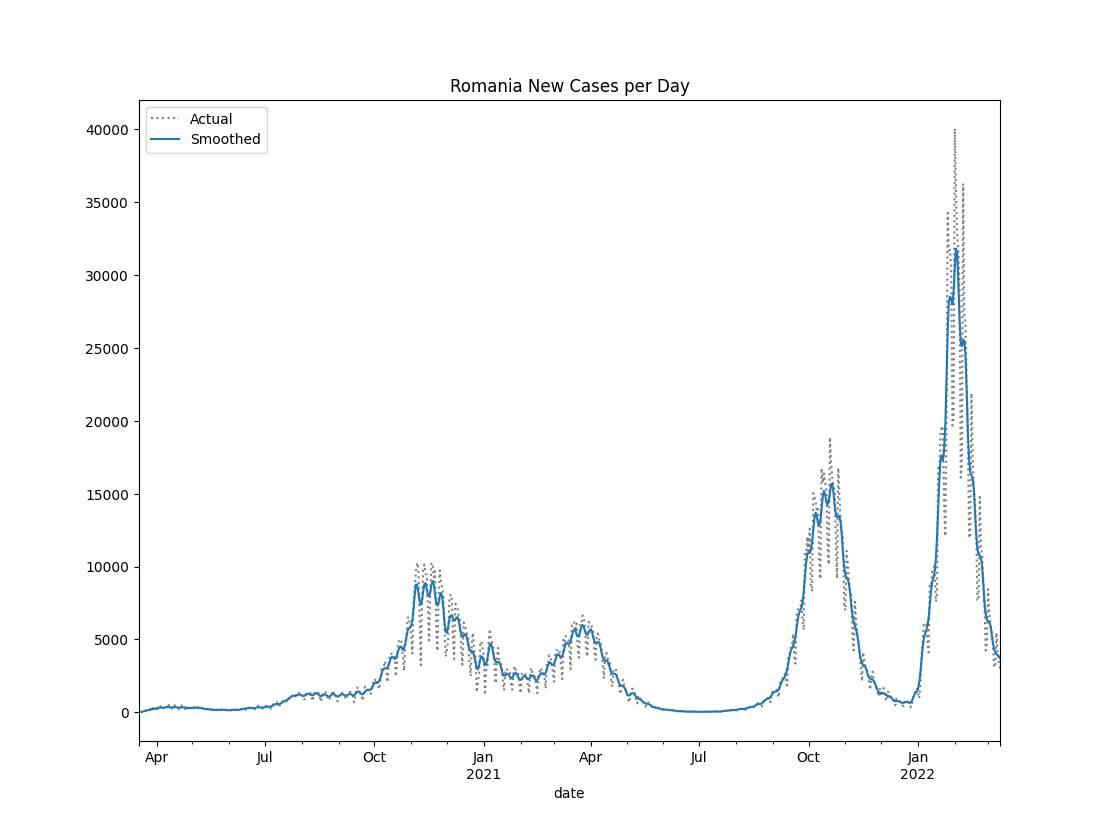 Romania New Cases per Day
Actual
Smoothed
40000
35000
30000
25000
20000
15000
10000
5000
0
Apr Jul Oct Jan Apr Jul Oct Jan
2021 2022
date